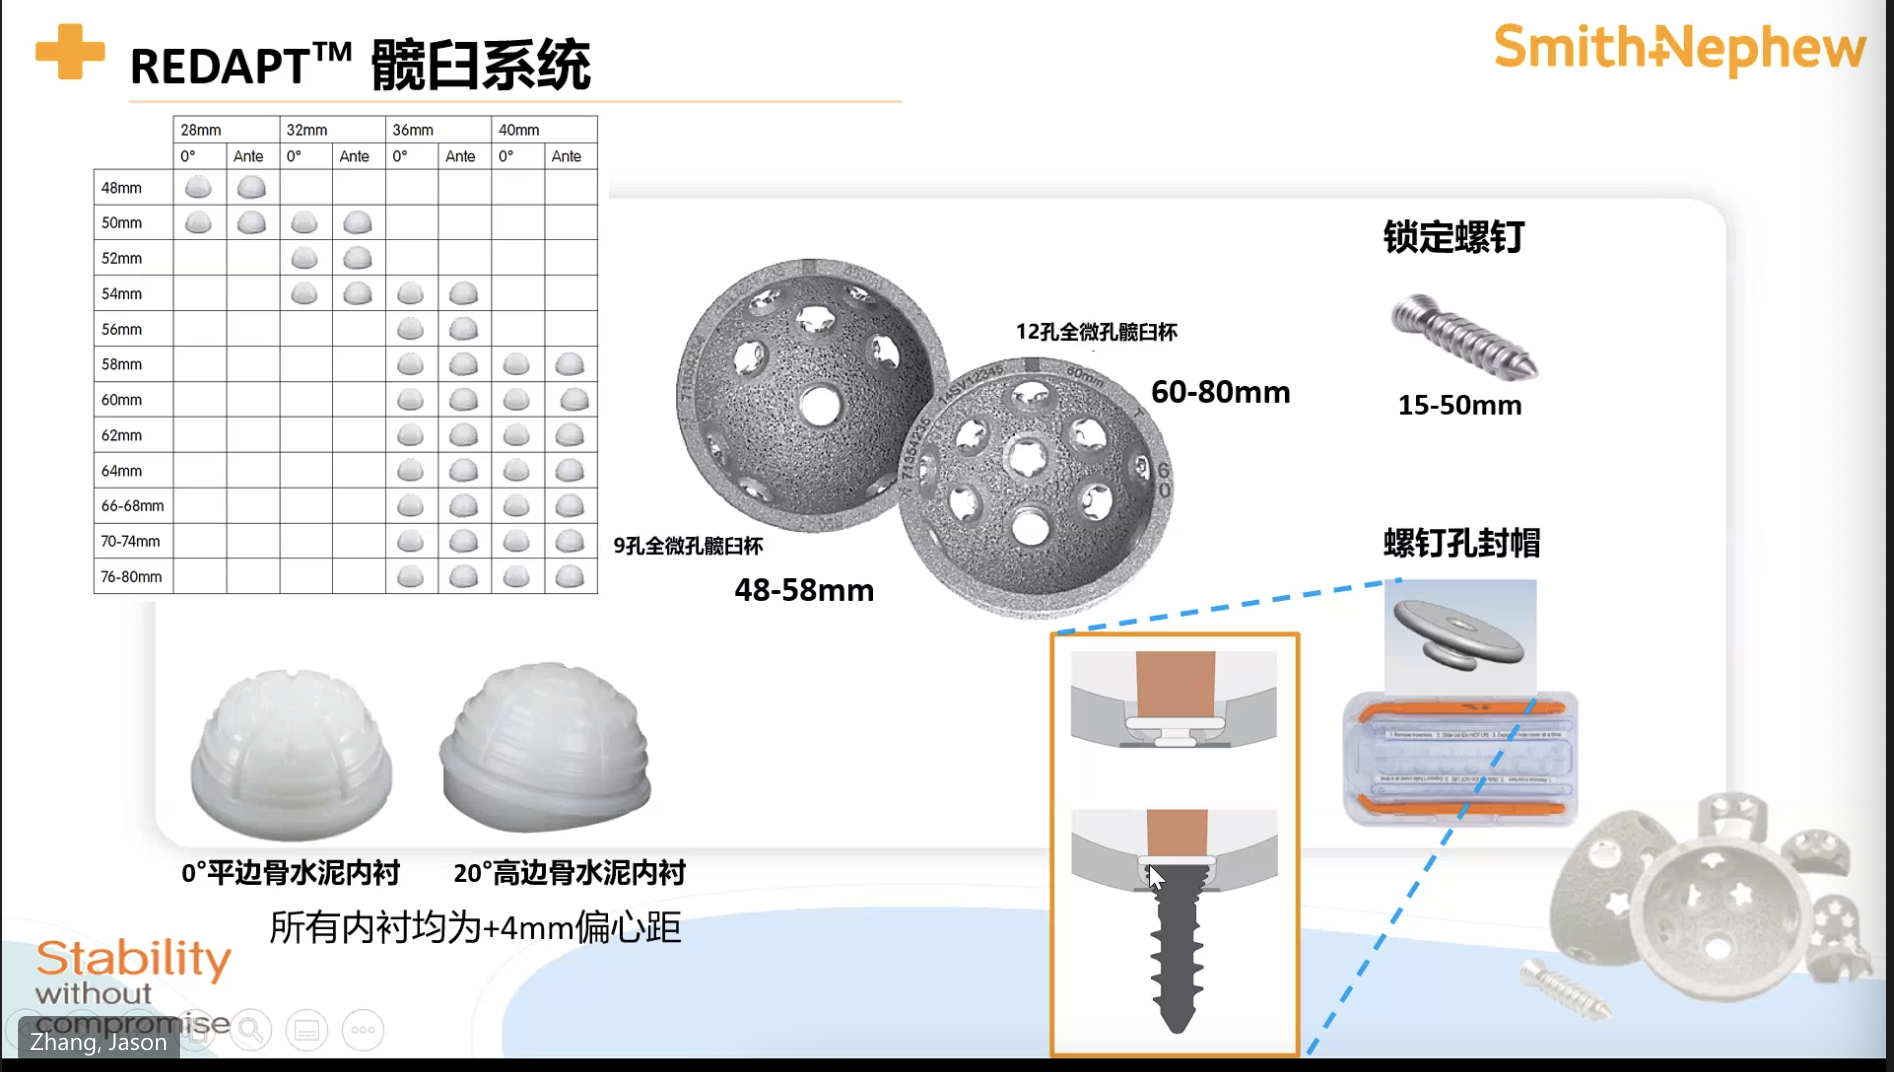 REDAPT™ 髋臼系统
Smith+Nephew
28mm 32mm 36mm 40mm
0° Ante 0° Ante 0° Ante 0° Ante
48mm
50mm
52mm
54mm
56mm
58mm
60mm
62mm
64mm
66-68mm
70-74mm
76-80mm
锁定螺钉
15-50mm
12孔全微孔髋臼杯
60-80mm
14SV12345
60mm
71354235
60
9孔全微孔髋臼杯
48-58mm
螺钉孔封帽
0°平边骨水泥内衬
20°高边骨水泥内衬
所有内衬均为+4mm偏心距
Stability
without
compromise
Zhang, Jason